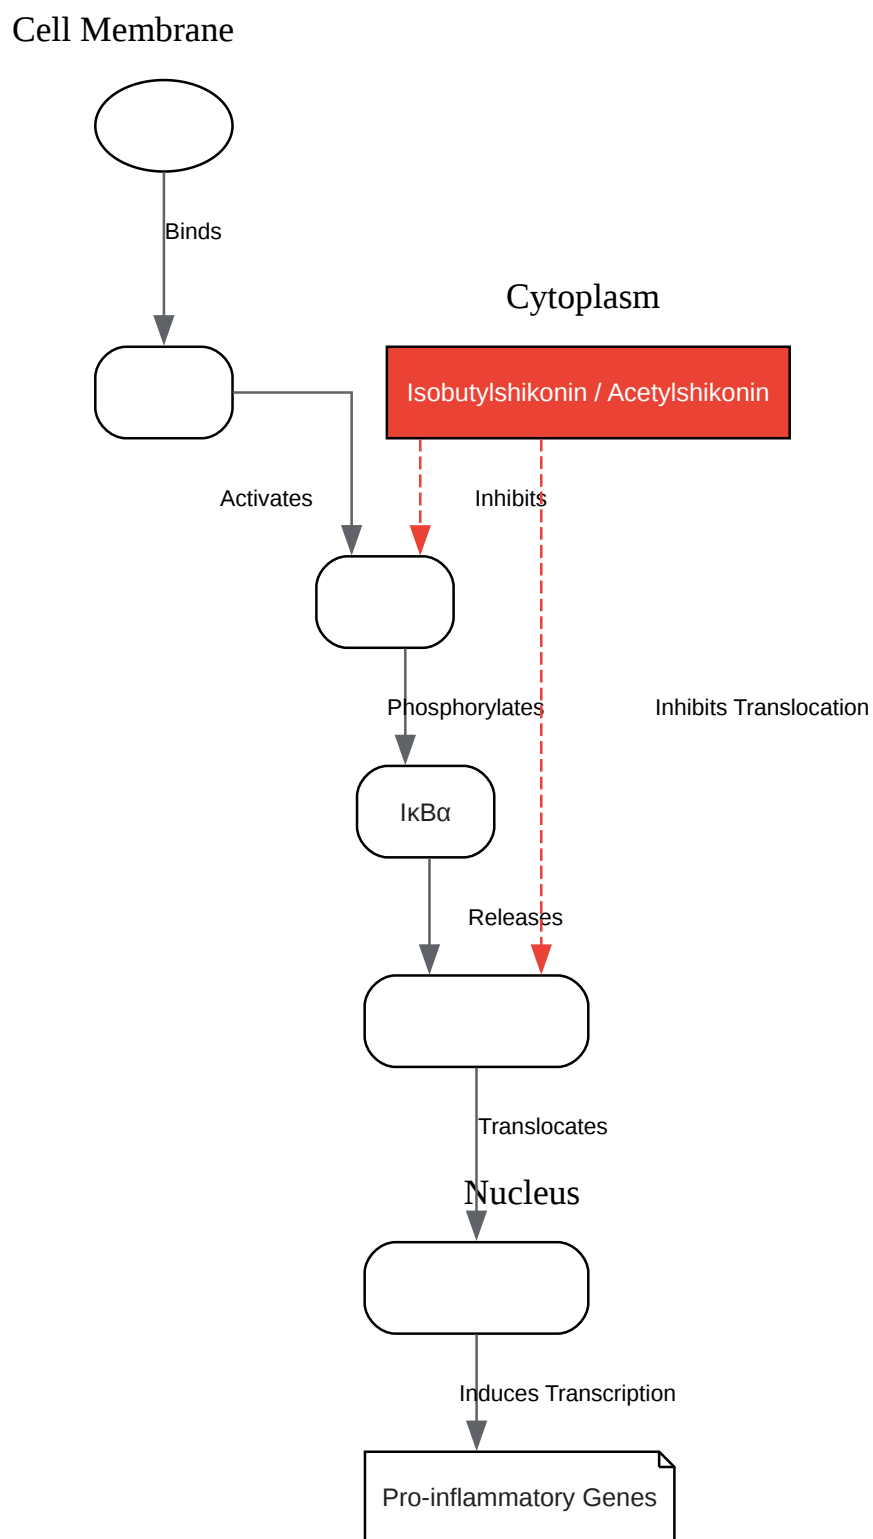 Cell Membrane
Binds
Cytoplasm
Isobutylshikonin / Acetylshikonin
Activates
Inhibits
Phosphorylates
Inhibits Translocation
IκBα
Releases
Translocates
Nucleus
Induces Transcription
Pro-inflammatory Genes